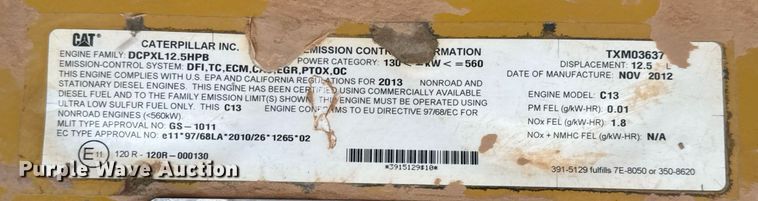 CAT CATERPILLAR INC. EMISSION CONTROL INFORMATION TXM03637
ENGINE FAMILY: DCPXL12.5HPB POWER CATEGORY: 130 kW< =560 DISPLACEMENT: 12.5 L
EMISSION-CONTROL SYSTEM: DFI,TC,ECM,CAC,EGR,PTOX,OC DATE OF MANUFACTURE: NOV 2012
THIS ENGINE COMPLIES WITH U.S. EPA AND CALIFORNIA REGULATIONS FOR 2013 NONROAD AND
STATIONARY DIESEL ENGINES. THIS ENGINE HAS BEEN CERTIFIED USING COMMERCIALLY AVAILABLE ENGINE MODEL: C13
DIESEL FUEL AND TO THE FAMILY EMISSION LIMIT(S) SHOWN. ENGINE MUST BE OPERATED USING PM FEL (g/kW-HR): 0.01
ULTRA LOW SULFUR FUEL ONLY. THIS C13 ENGINE CONFORMS TO EU DIRECTIVE 97/68/EC FOR
NONROAD ENGINES (<560kW). NOx FEL (g/kW-HR): 1.8
MLIT TYPE APPROVAL NO: GS-1011
EC TYPE APPROVAL NO: e11*97/68LA*2010/26*1265*02 NOx + NMHC FEL (g/kW-HR): N/A
E11 120 R - 120R-000130
*3915129$10* 391-5129 fulfills 7E-8050 or 350-8620
Purple Wave Auction